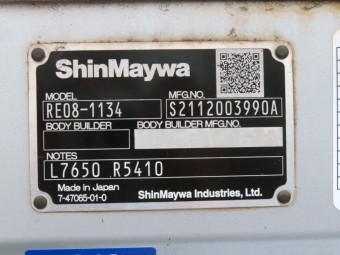 ShinMaywa
MODEL MFG.NO.
RE08-1134 S2112003990A
BODY BUILDER BODY BUILDER MFG.NO.
NOTES
L7650 R5410
Made in Japan
7-47065-01-0 ShinMaywa Industries, Ltd.